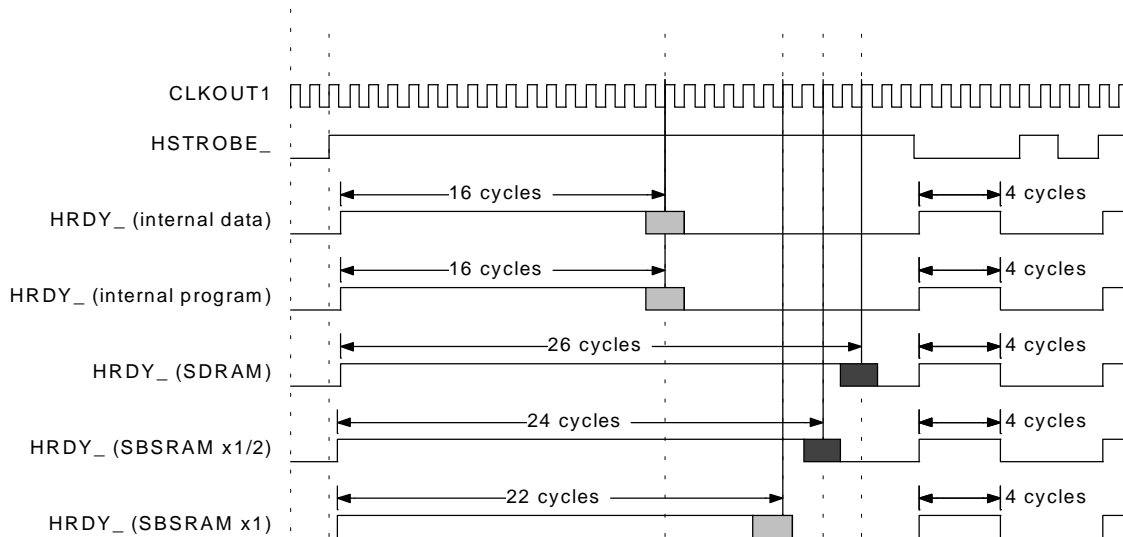 CLKOUT1
HSTROBE_
16 cycles
4 cycles
HRDY_ (internal data)
16 cycles
4 cycles
HRDY_ (internal program)
26 cycles
4 cycles
HRDY_ (SDRAM)
24 cycles
4 cycles
HRDY_ (SBSRAM x1/2)
22 cycles
4 cycles
HRDY_ (SBSRAM x1)